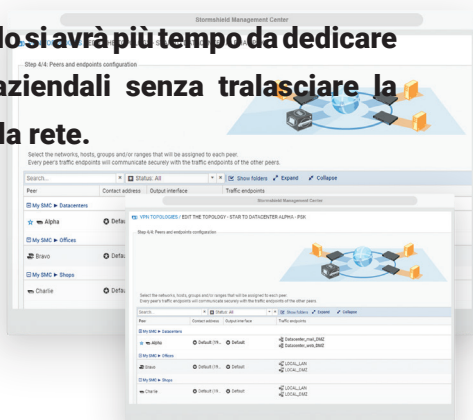 Stormshield Management Center
do si avrà più tempo da dedicare
Step 4/4: Peers and endpoints configuration
aziendali senza tralasciare la
la rete.
Select the networks, hosts, groups and/or ranges that will be assigned to each peer.
Every peer's traffic endpoints will communicate securely with the traffic endpoints of the other peers.
Search... Status: All Show folders Expand Collapse
Peer Contact address Output interface Traffic endpoints
My SMC ► Datacenters
Alpha
My SMC ► Offices
Bravo
My SMC ► Shops
Charlie
Stormshield Management Center
VPN TOPOLOGIES / EDIT THE TOPOLOGY - STAR TO DATACENTER ALPHA - PSK
Step 4/4: Peers and endpoints configuration
Select the networks, hosts, groups and/or ranges that will be assigned to each peer.
Every peer's traffic endpoints will communicate securely with the traffic endpoints of the other peers.
Search... Status: All Show folders Expand Collapse
Peer Contact address Output interface Traffic endpoints
My SMC ► Datacenters
Alpha Default (19... Default Datacenter_mail_DMZ
Datacenter_web_DMZ
My SMC ► Offices
Bravo Default (19... Default LOCAL_LAN
LOCAL_DMZ
My SMC ► Shops
Charlie Default (19... Default LOCAL_LAN
LOCAL_DMZ